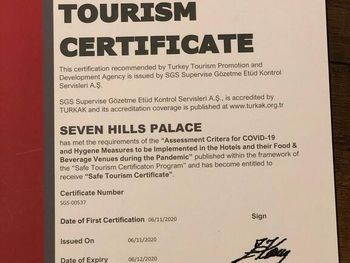 TOURISM
CERTIFICATE
This certification recommended by Turkey Tourism Promotion and
Development Agency is issued by SGS Supervise Gözetme Etüd Kontrol
Servisleri A.Ş.
SGS Supervise Gözetme Etüd Kontrol Servisleri A.Ş., is accredited by
TURKAK and its accreditation coverage is published at www.turkak.org.tr
SEVEN HILLS PALACE
has met the requirements of the "Assessment Critera for COVID-19
and Hygene Measures to be Implemented in the Hotels and their Food &
Beverage Venues during the Pandemic" published within the framework of
the "Safe Tourism Certificaton Program" and has become entitled to
receive "Safe Tourism Certificate".
Certificate Number
SGS-00537
Date of First Certification 06/11/2020 Sign
Issued On 06/11/2020
Date of Expiry 06/12/2020